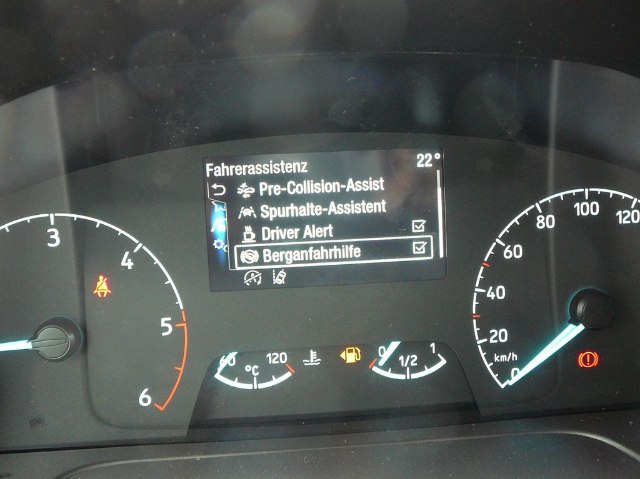 Fahrerassistenz 22°
Pre-Collision-Assist
Spurhalte-Assistent
Driver Alert
Berganfahrhilfe
3
4
5
6
60 120
°C
0 1/2 1
0
20
40
60
80
100
120
km/h